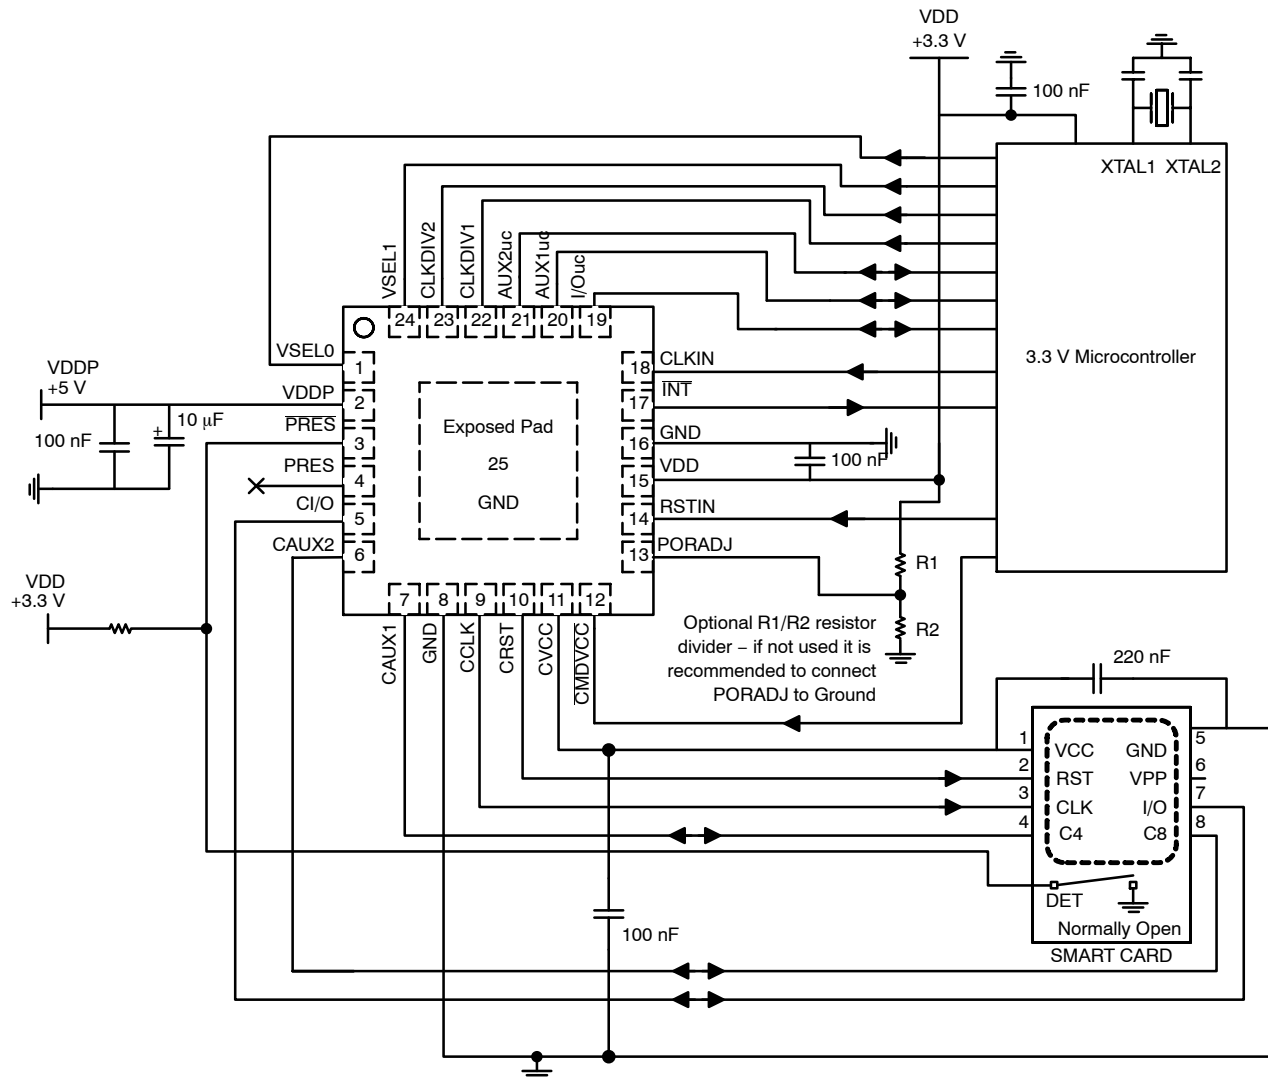 VDD
+3.3 V
100 nF
XTAL1 XTAL2
3.3 V Microcontroller
VSEL1
CLKDIV2
CLKDIV1
AUX2uc
AUX1uc
I/Ouc
24 23 22 21 20 19
VSEL0
1
VDDP
+5 V
VDDP
2
100 nF
10 μF
+
PRES
3
PRES
4
CI/O
5
CAUX2
6
Exposed Pad
25
GND
18 CLKIN
17 INT
16 GND
100 nF
15 VDD
14 RSTIN
13 PORADJ
R1
R2
VDD
+3.3 V
7 8 9 10 11 12
CAUX1
GND
CCLK
CRST
CVCC
CMDVCC
Optional R1/R2 resistor
divider – if not used it is
recommended to connect
PORADJ to Ground
220 nF
1 VCC GND 5
2 RST VPP 6
3 CLK I/O 7
4 C4 C8 8
DET
Normally Open
SMART CARD
100 nF